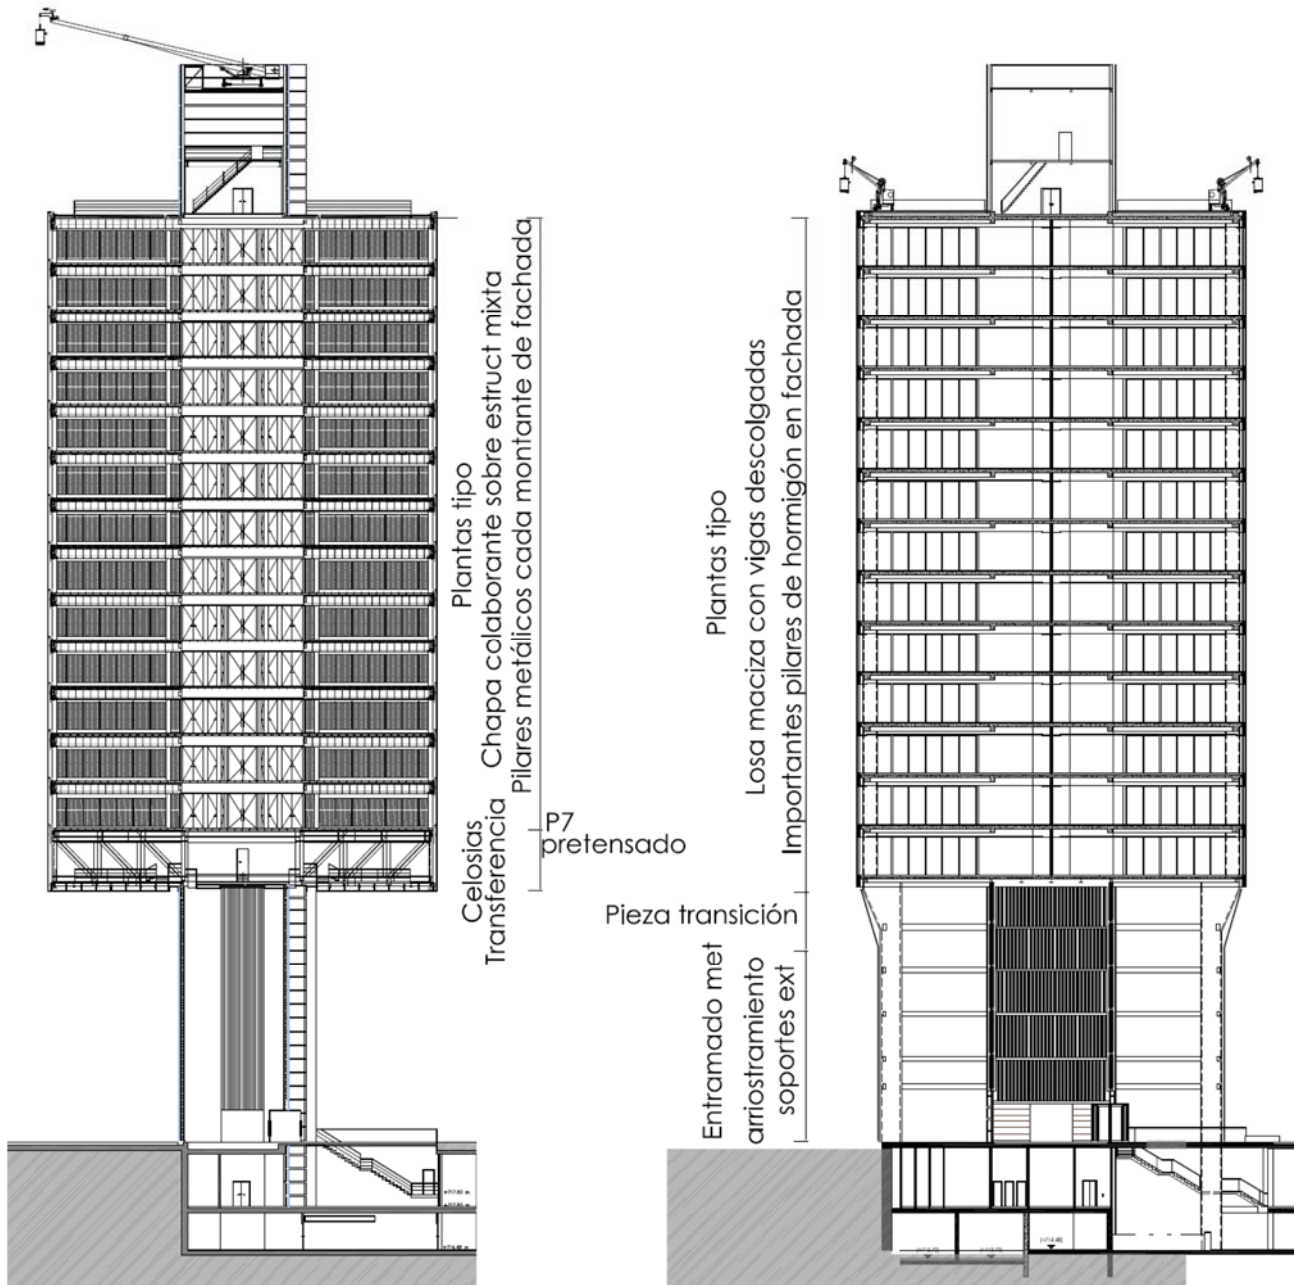 Plantas tipo
Chapa colaborante sobre estruct mixta
Pilares metálicos cada montante de fachada
Celosias
Transferencia
P7
pretensado
Plantas tipo
Losa maciza con vigas descolgadas
Importantes pilares de hormigón en fachada
Pieza transición
Entramado met
arriostramiento
soportes ext